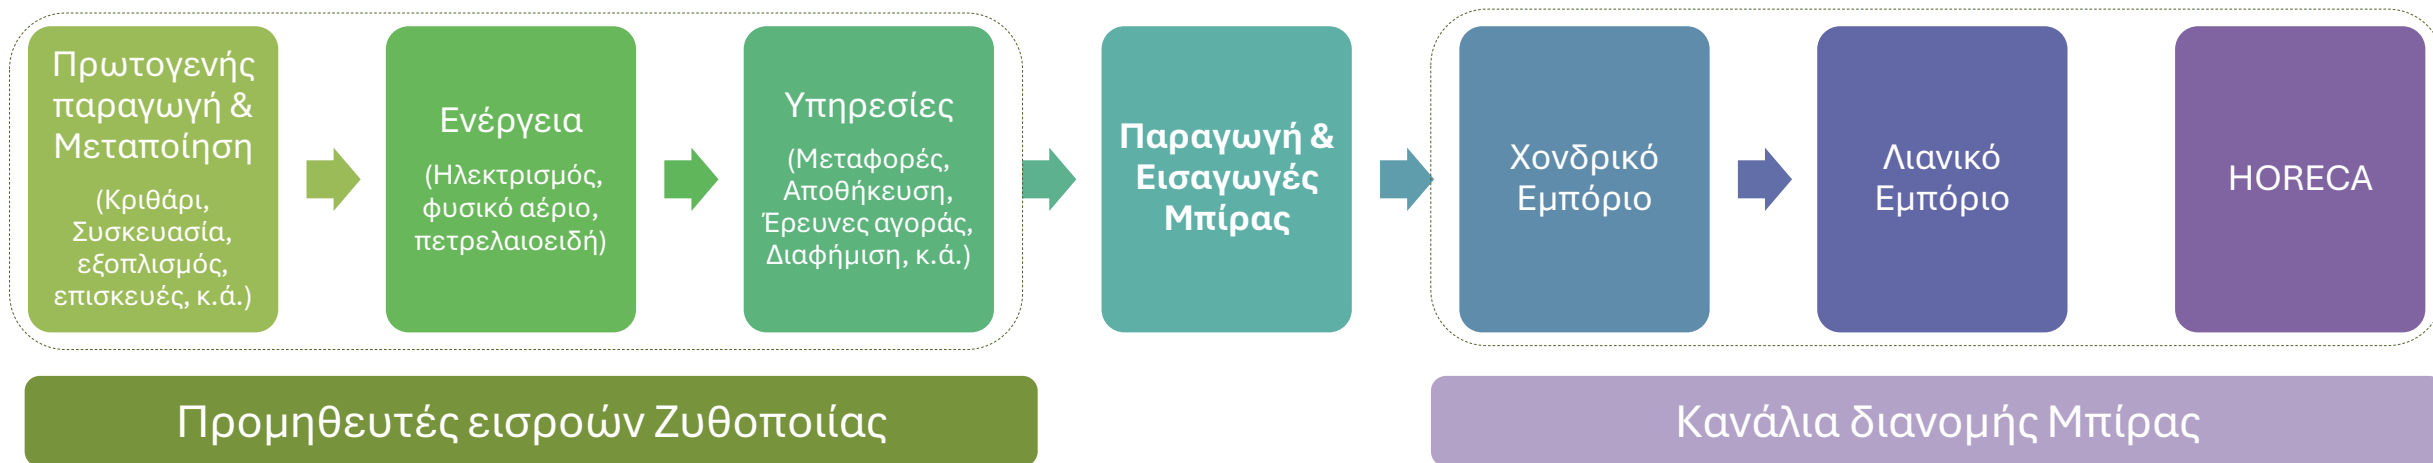 Πρωτογενής
παραγωγή &
Μεταποίηση
(Κριθάρι,
Συσκευασία,
εξοπλισμός,
επισκευές, κ.ά.)
Ενέργεια
(Ηλεκτρισμός,
φυσικό αέριο,
πετρελαιοειδή)
Υπηρεσίες
(Μεταφορές,
Αποθήκευση,
Έρευνες αγοράς,
Διαφήμιση, κ.ά.)
Παραγωγή &
Εισαγωγές
Μπίρας
Χονδρικό
Εμπόριο
Λιανικό
Εμπόριο
HORECA
Προμηθευτές εισροών Ζυθοποιίας
Κανάλια διανομής Μπίρας